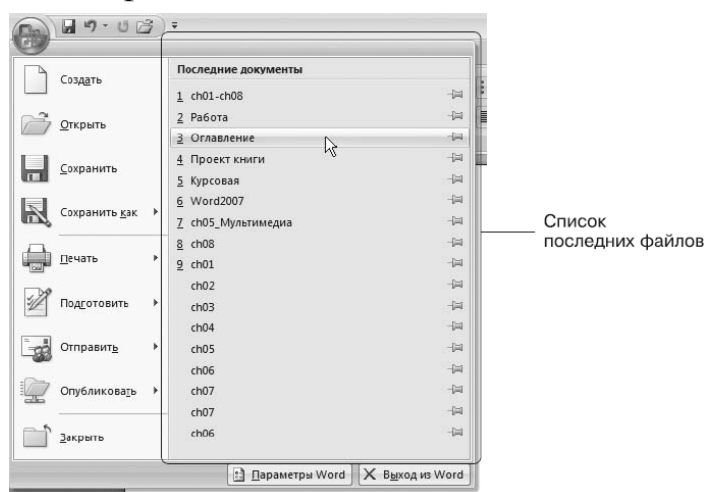 Создать
Открыть
Сохранить
Сохранить как
Печать
Подготовить
Отправить
Опубликовать
Закрыть
Последние документы
1 ch01-ch08
2 Работа
3 Оглавление
4 Проект книги
5 Курсовая
6 Word2007
7 ch05_Мультимедиа
8 ch08
9 ch01
ch02
ch03
ch04
ch05
ch06
ch07
ch07
ch06
Параметры Word
Выход из Word
Список
последних файлов